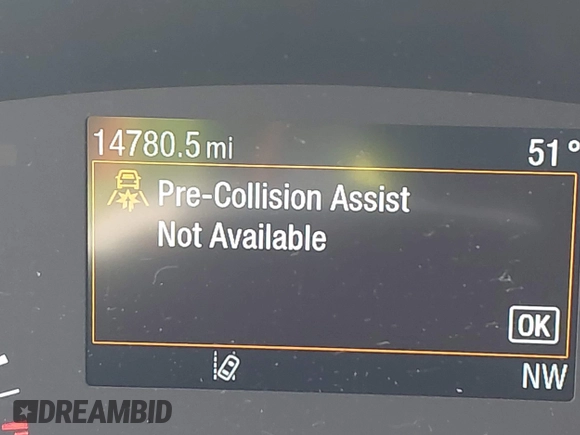 14780.5 mi
51°
Pre-Collision Assist
Not Available
OK
NW
DREAMBID